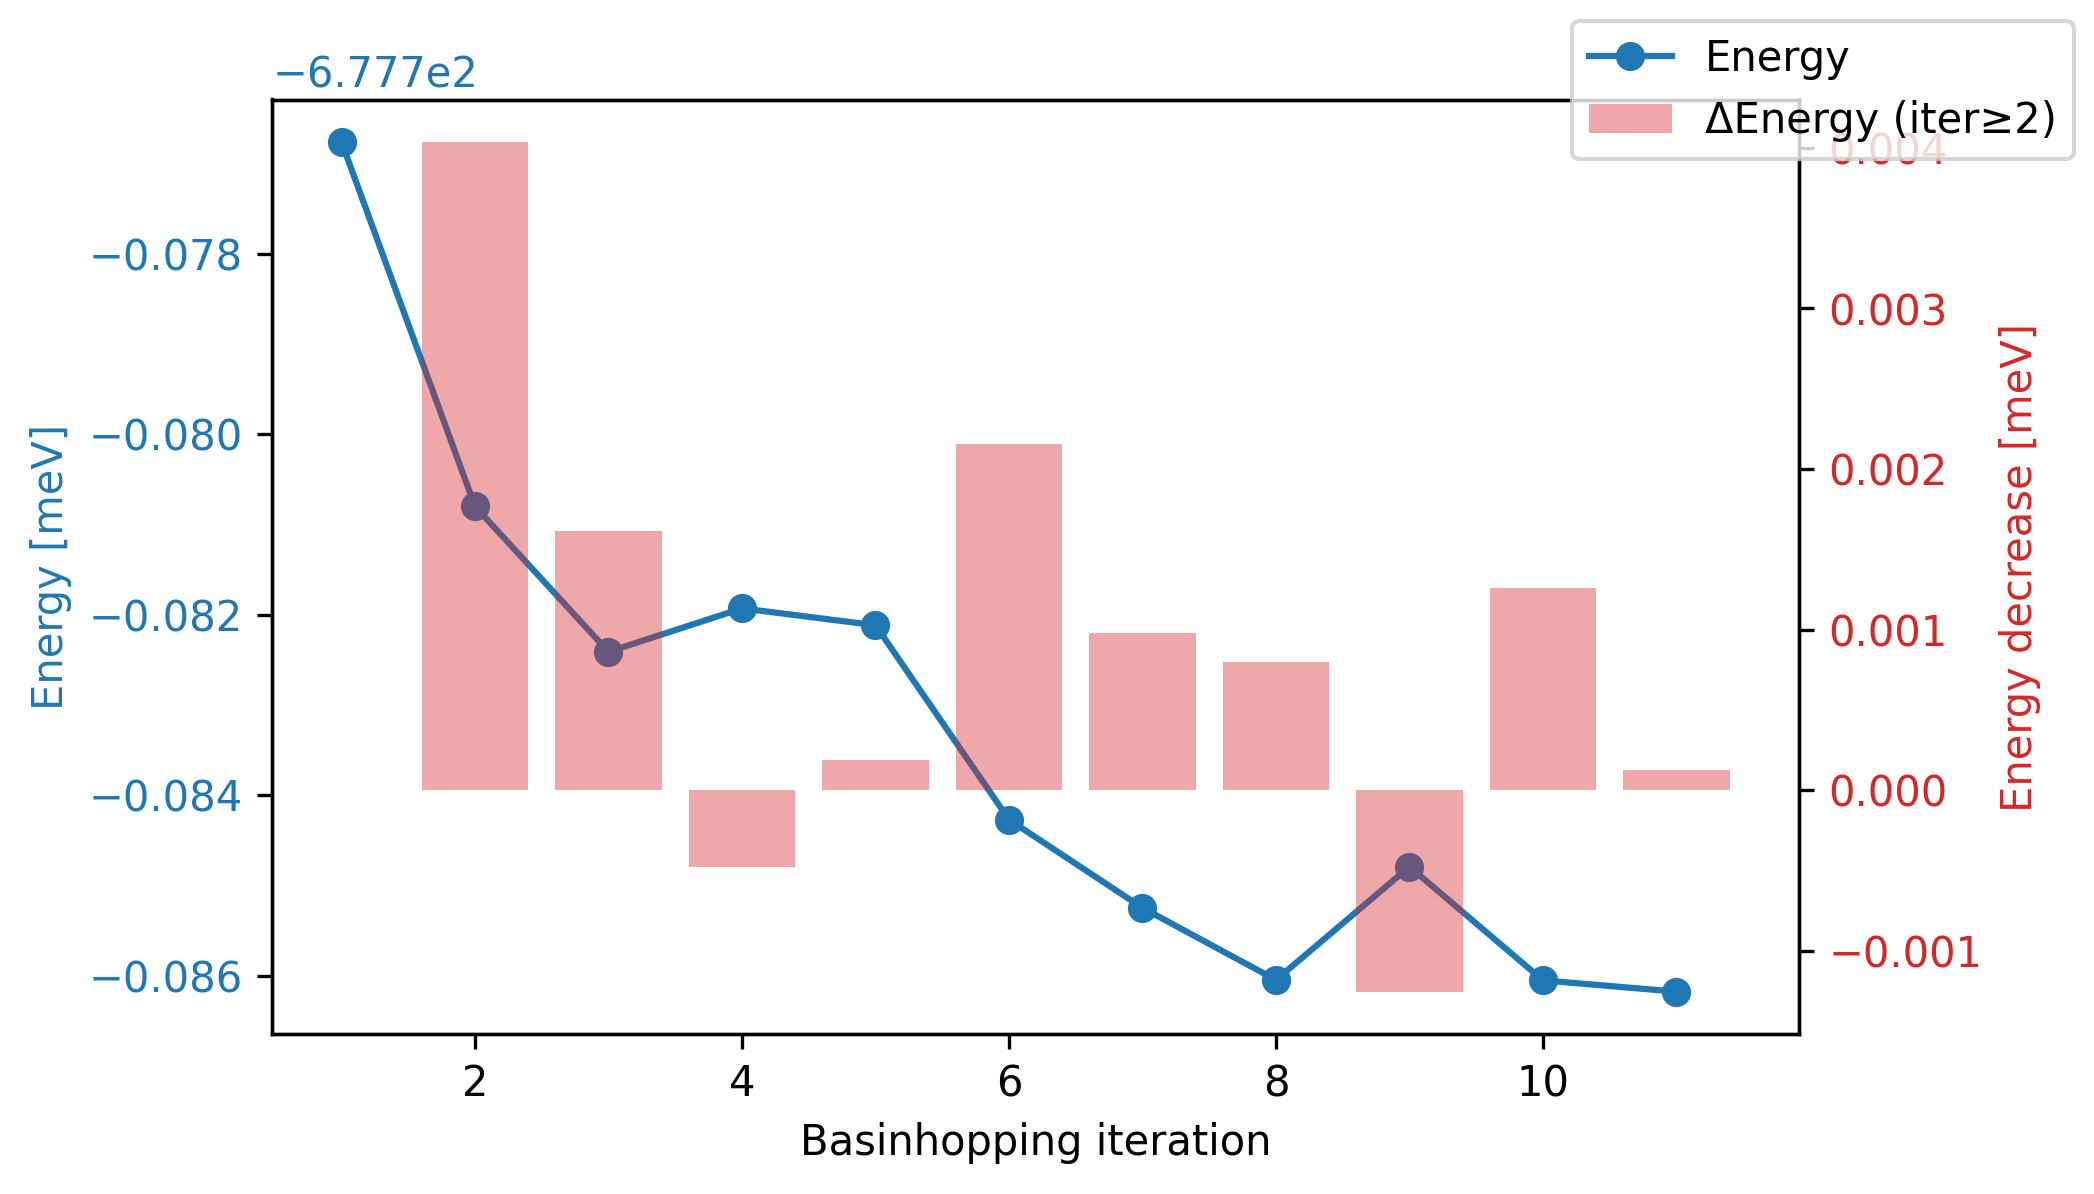 −6.777e2
Energy
ΔEnergy (iter≥2)
0.004
−0.078
0.003
−0.080
0.002
−0.082
0.001
−0.084
0.000
−0.086
−0.001
Energy [meV]
Energy decrease [meV]
2
4
6
8
10
Basinhopping iteration